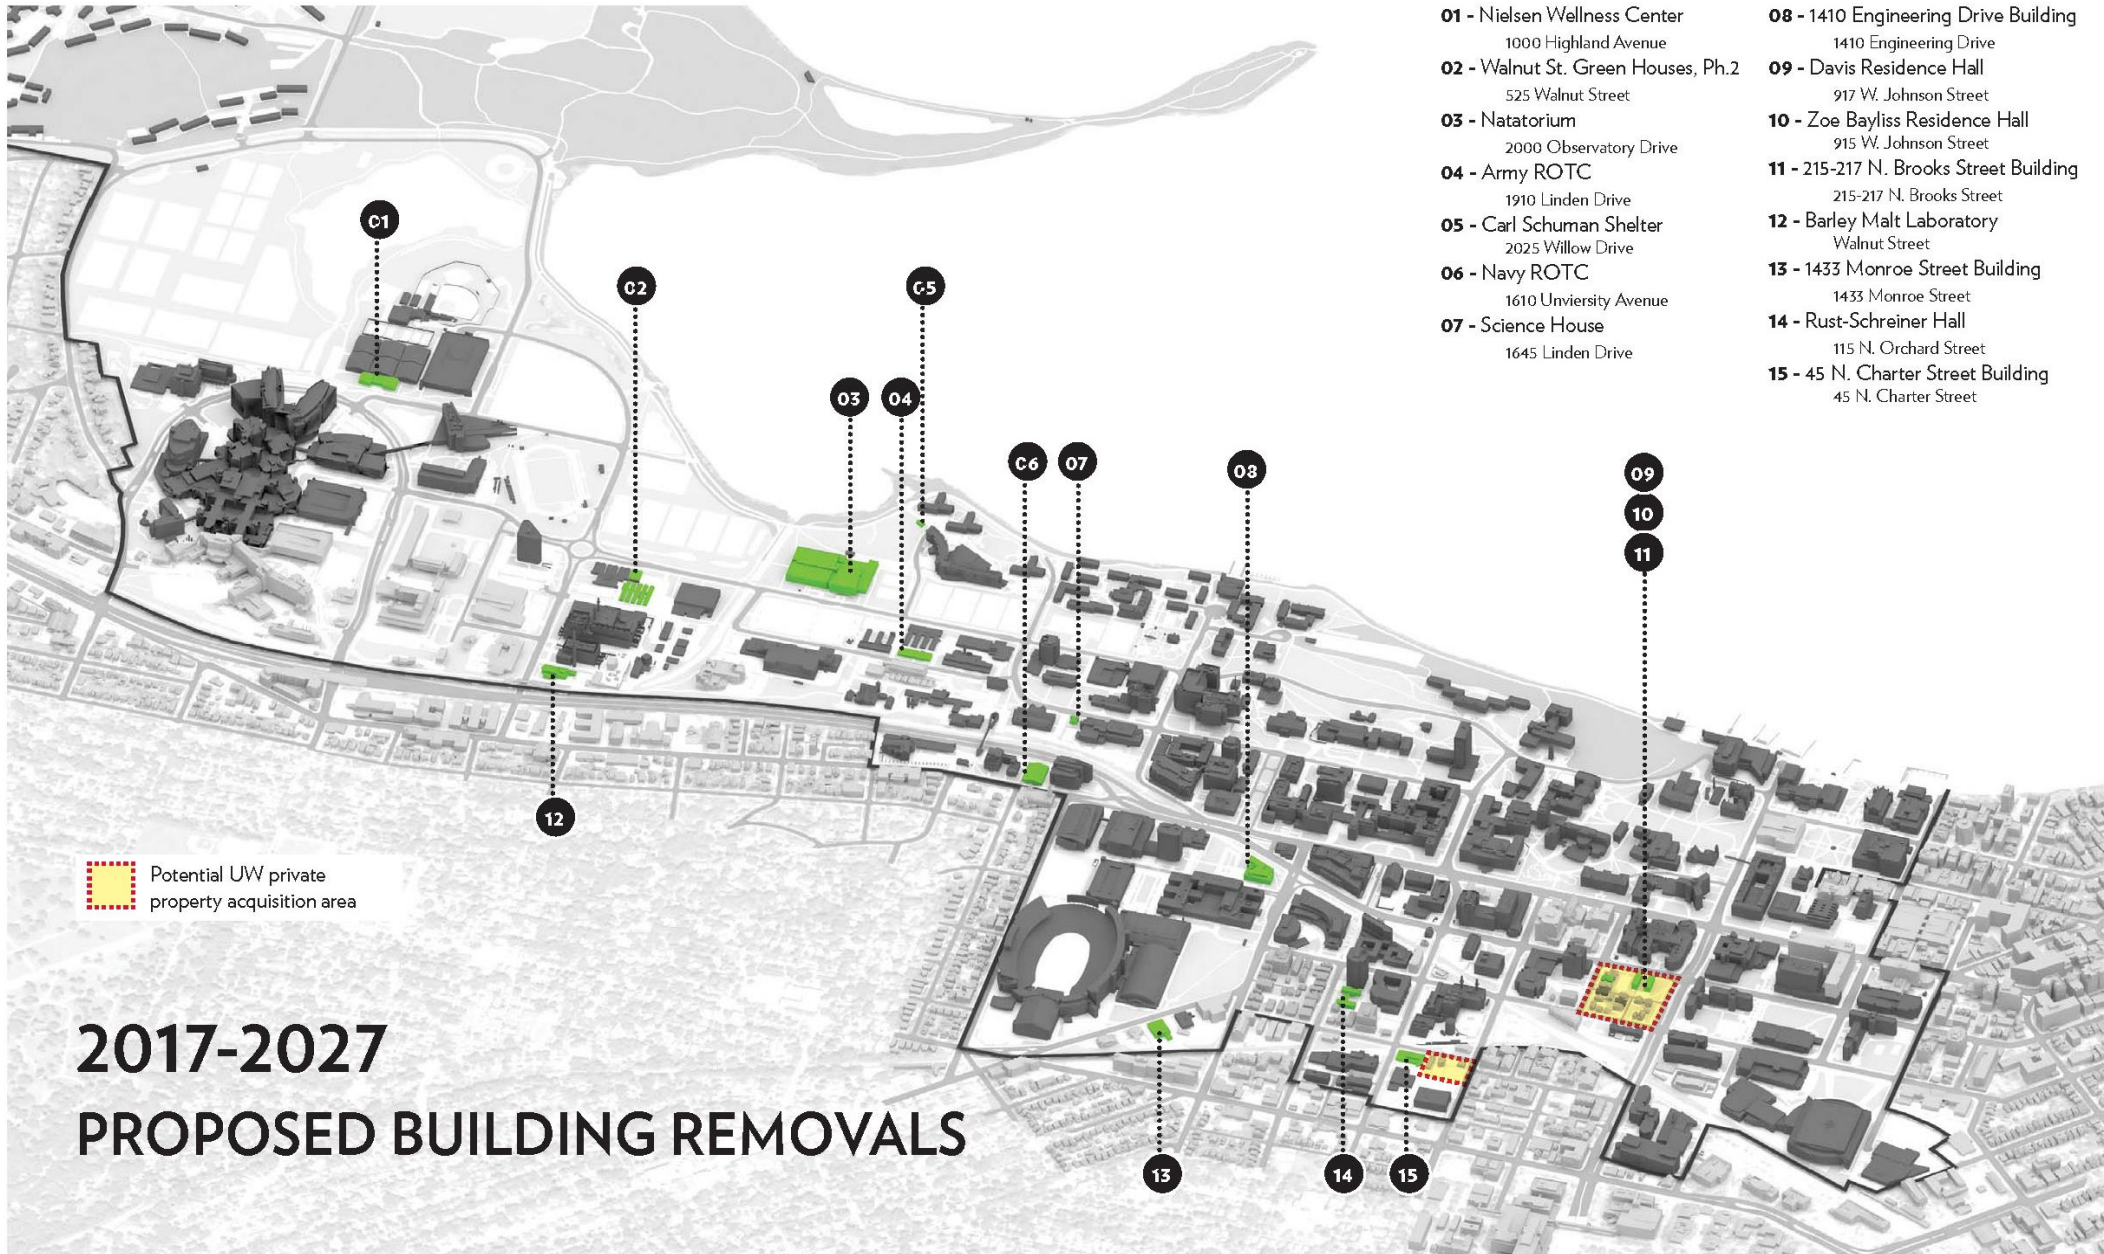 01 - Nielsen Wellness Center
1000 Highland Avenue
02 - Walnut St. Green Houses, Ph.2
525 Walnut Street
03 - Natatorium
2000 Observatory Drive
04 - Army ROTC
1910 Linden Drive
05 - Carl Schuman Shelter
2025 Willow Drive
06 - Navy ROTC
1610 Unviersity Avenue
07 - Science House
1645 Linden Drive
08 - 1410 Engineering Drive Building
1410 Engineering Drive
09 - Davis Residence Hall
917 W. Johnson Street
10 - Zoe Bayliss Residence Hall
915 W. Johnson Street
11 - 215-217 N. Brooks Street Building
215-217 N. Brooks Street
12 - Barley Malt Laboratory
Walnut Street
13 - 1433 Monroe Street Building
1433 Monroe Street
14 - Rust-Schreiner Hall
115 N. Orchard Street
15 - 45 N. Charter Street Building
45 N. Charter Street
01
02
05
03
04
06
07
08
09
10
11
12
Potential UW private
property acquisition area
2017-2027
PROPOSED BUILDING REMOVALS
13
14
15